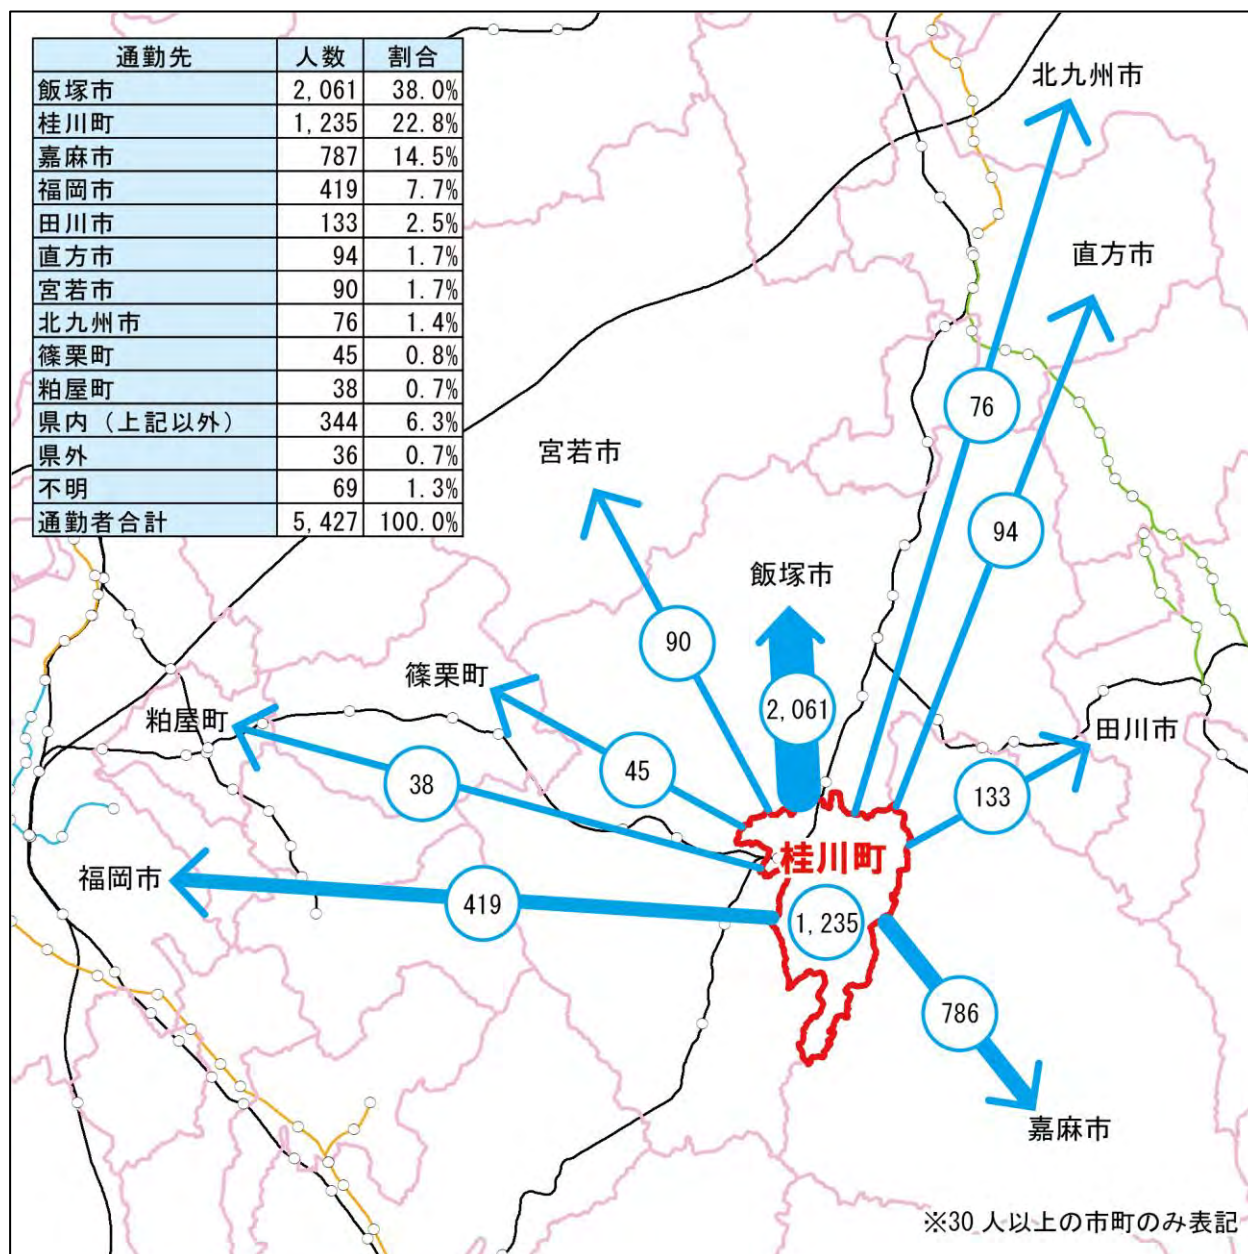 通勤先 人数 割合
飯塚市 2,061 38.0%
桂川町 1,235 22.8%
嘉麻市 787 14.5%
福岡市 419 7.7%
田川市 133 2.5%
直方市 94 1.7%
宮若市 90 1.7%
北九州市 76 1.4%
篠栗町 45 0.8%
粕屋町 38 0.7%
県内（上記以外） 344 6.3%
県外 36 0.7%
不明 69 1.3%
通勤者合計 5,427 100.0%
北九州市
直方市
76
宮若市
94
飯塚市
90
篠栗町
2,061
粕屋町
田川市
45
38
133
桂川町
福岡市
419
1,235
786
嘉麻市
※30人以上の市町のみ表記